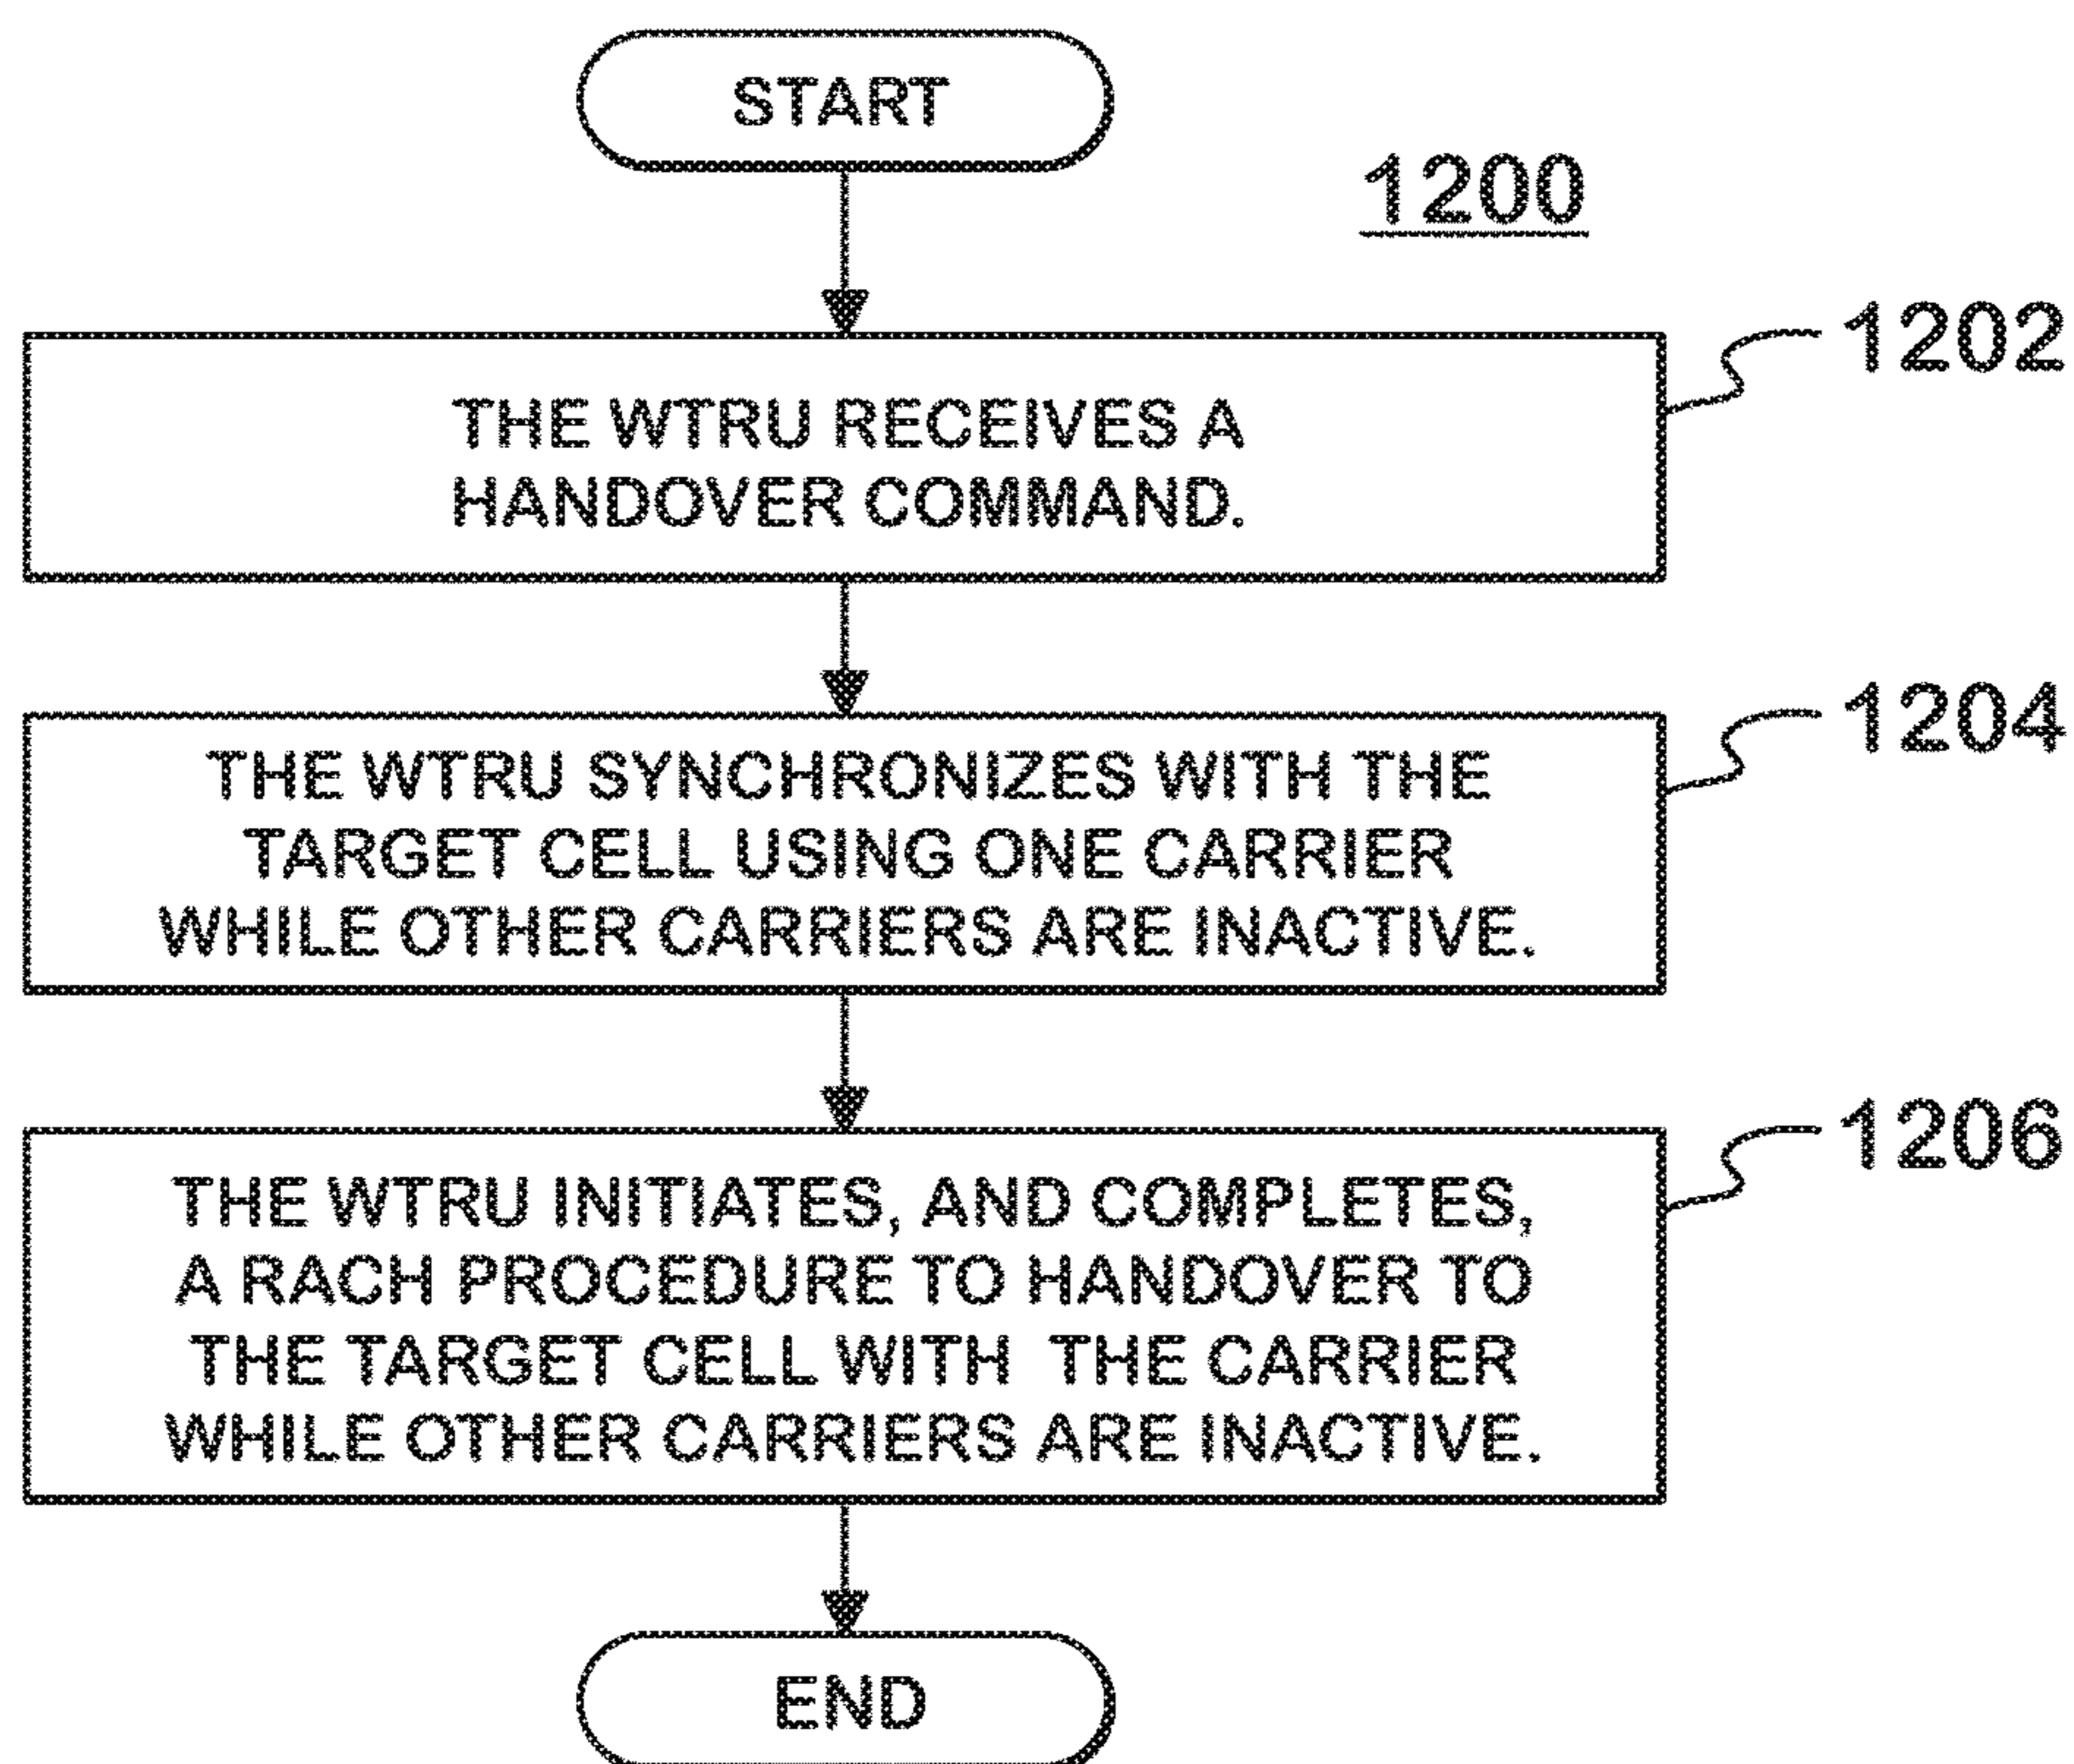 START
1200
1202
THE WTRU RECEIVES A
HANDOVER COMMAND.
1204
THE WTRU SYNCHRONIZES WITH THE
TARGET CELL USING ONE CARRIER
WHILE OTHER CARRIERS ARE INACTIVE.
1206
THE WTRU INITIATES, AND COMPLETES,
A RACH PROCEDURE TO HANDOVER TO
THE TARGET CELL WITH THE CARRIER
WHILE OTHER CARRIERS ARE INACTIVE.
END